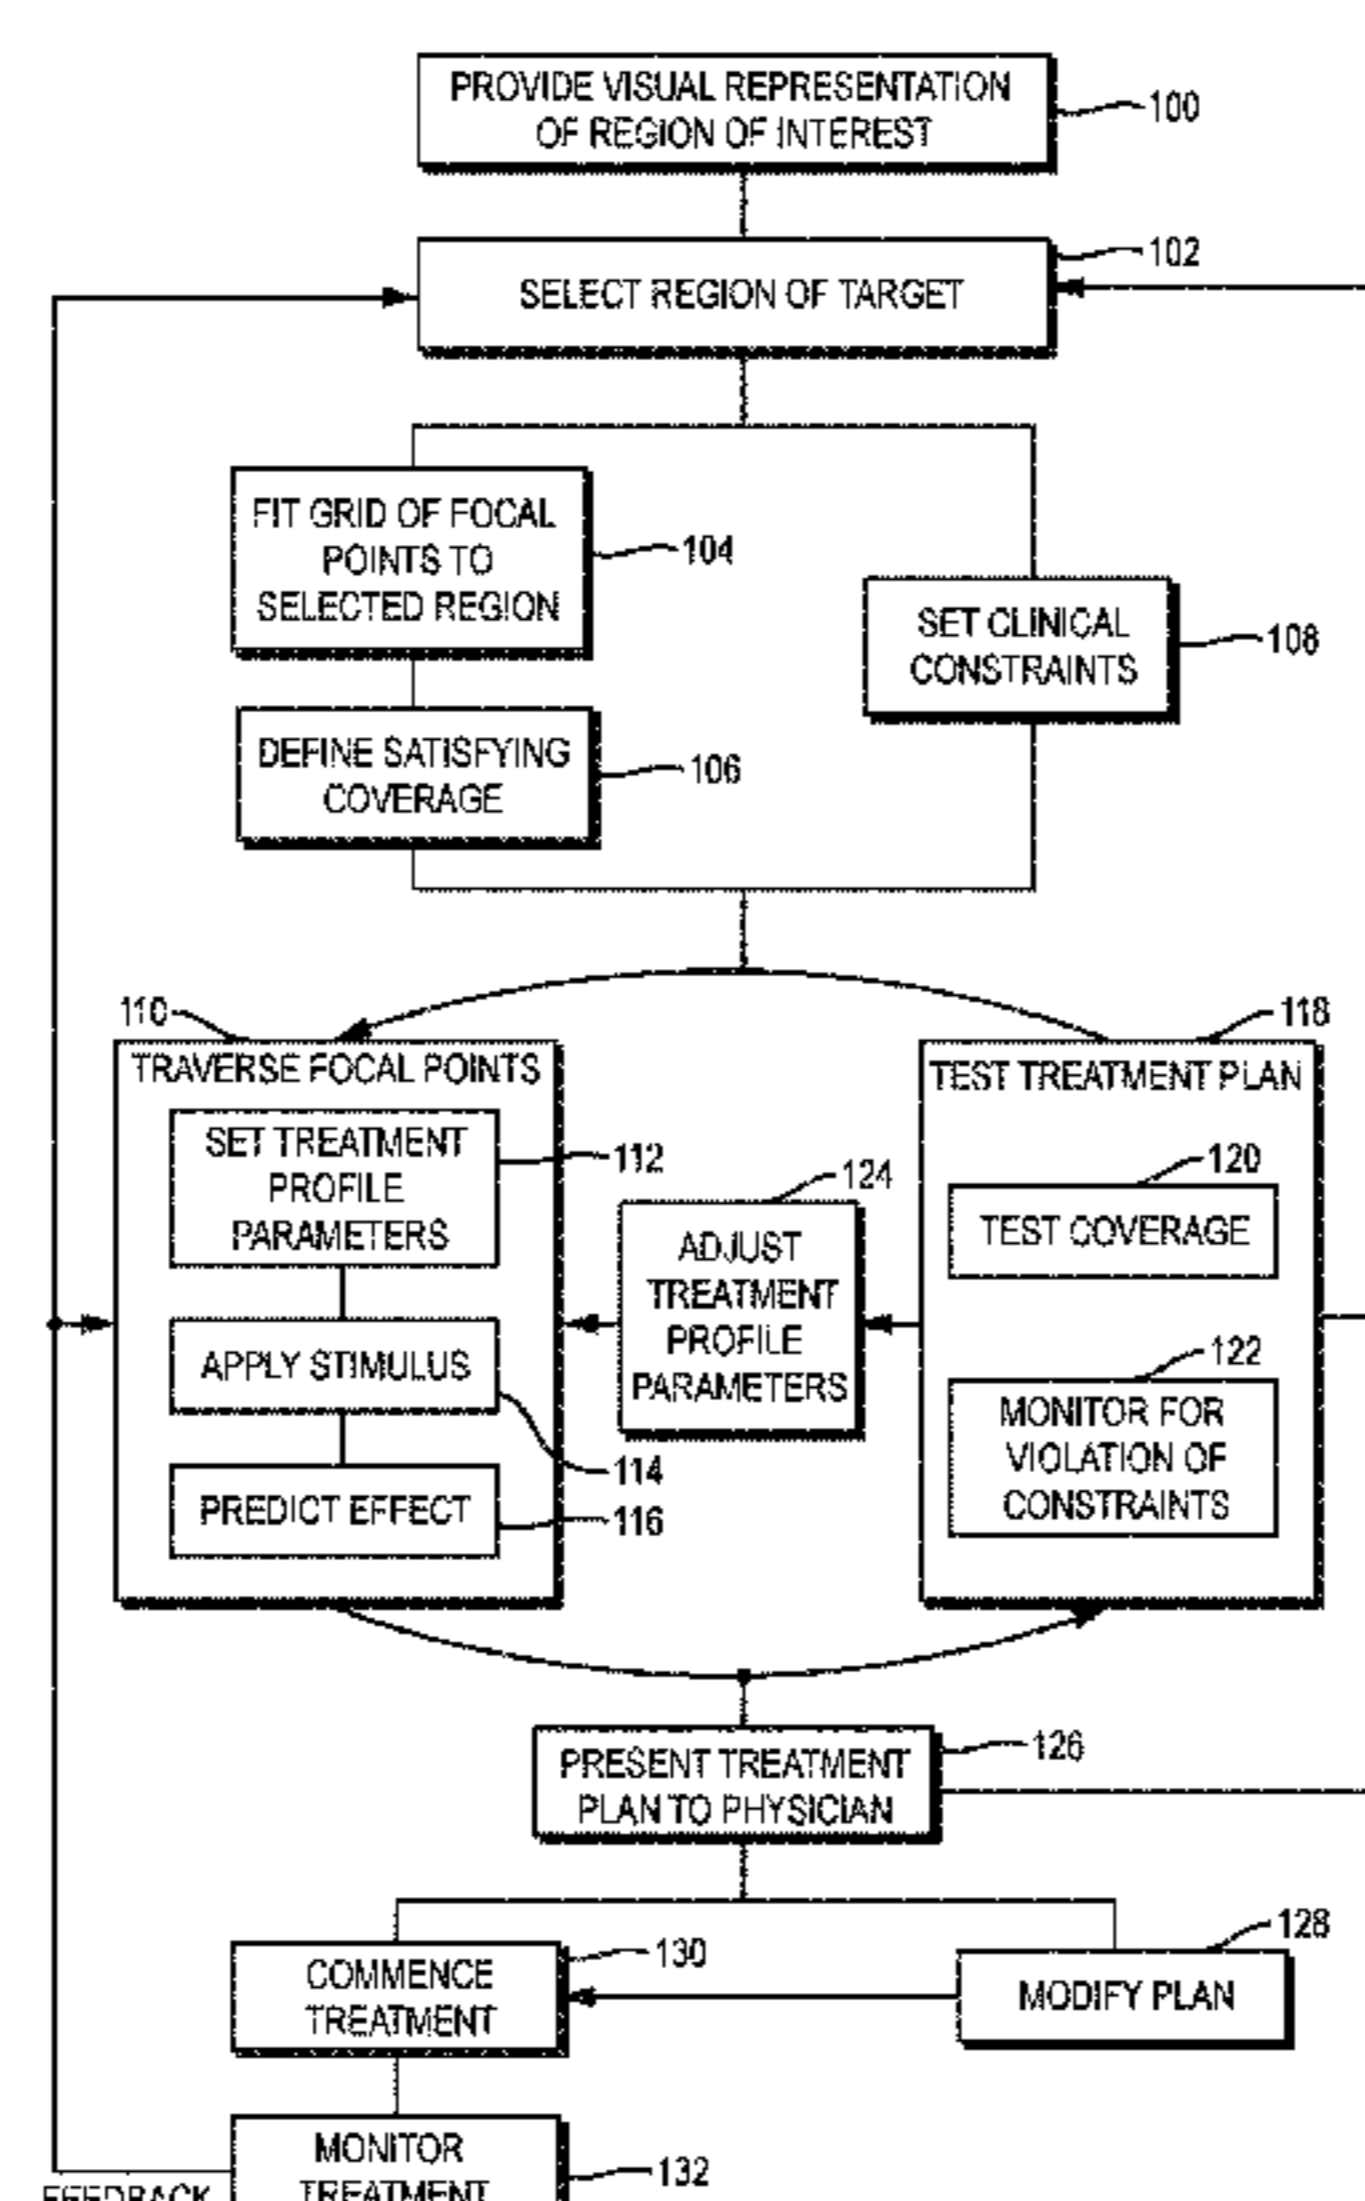 PROVIDE VISUAL REPRESENTATION
OF REGION OF INTEREST
100
102
SELECT REGION OF TARGET
FIT GRID OF FOCAL
POINTS TO
SELECTED REGION
104
SET CLINICAL
CONSTRAINTS
108
DEFINE SATISFYING
COVERAGE
106
110
118
TRAVERSE FOCAL POINTS
TEST TREATMENT PLAN
SET TREATMENT
PROFILE
PARAMETERS
112
124
120
ADJUST
TREATMENT
PROFILE
PARAMETERS
TEST COVERAGE
APPLY STIMULUS
122
MONITOR FOR
VIOLATION OF
CONSTRAINTS
114
PREDICT EFFECT
116
PRESENT TREATMENT
PLAN TO PHYSICIAN
126
128
COMMENCE
TREATMENT
130
MODIFY PLAN
MONITOR
TREATMENT
132
FEEDBACK